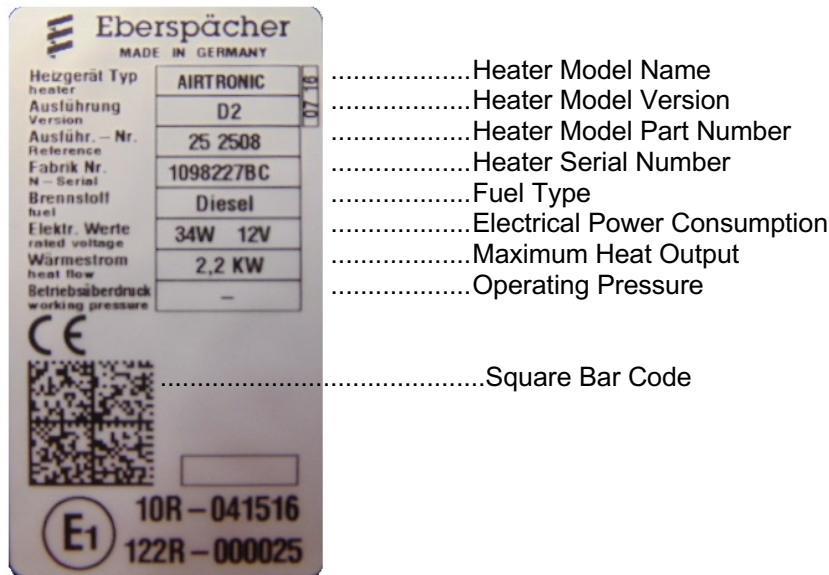 Eberspächer
MADE IN GERMANY
Heizgerät Typ AIRTRONIC ....................Heater Model Name
heater
07 16
Ausführung D2 ....................Heater Model Version
Version
Ausführ. – Nr. 25 2508 ....................Heater Model Part Number
Reference
Fabrik Nr. 1098227BC ....................Heater Serial Number
N – Serial
Brennstoff Diesel ....................Fuel Type
fuel
Elektr. Werte 34W 12V ....................Electrical Power Consumption
rated voltage
Wärmestrom 2,2 KW ....................Maximum Heat Output
heat flow
Betriebsüberdruck – ....................Operating Pressure
working pressure
CE
............................................Square Bar Code
E1
10R – 041516
122R – 000025